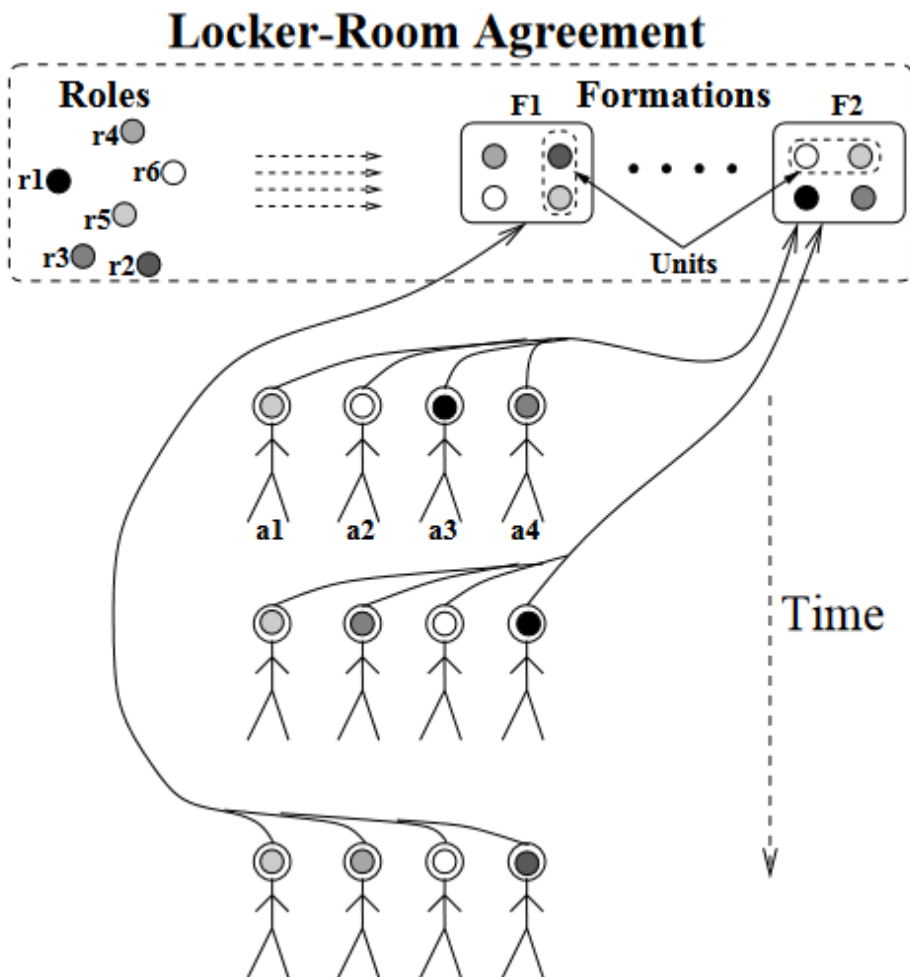 Locker-Room Agreement
Roles
F1
Formations
F2
r4
r1
r6
r5
r3
r2
Units
a1
a2
a3
a4
Time